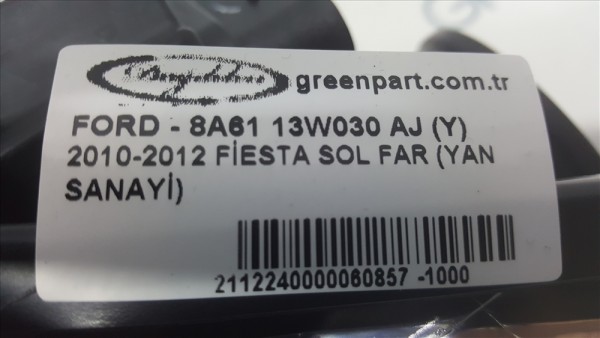 greenpart.com.tr
FORD - 8A61 13W030 AJ (Y)
2010-2012 FİESTA SOL FAR (YAN
SANAYİ)
2112240000060857 -1000